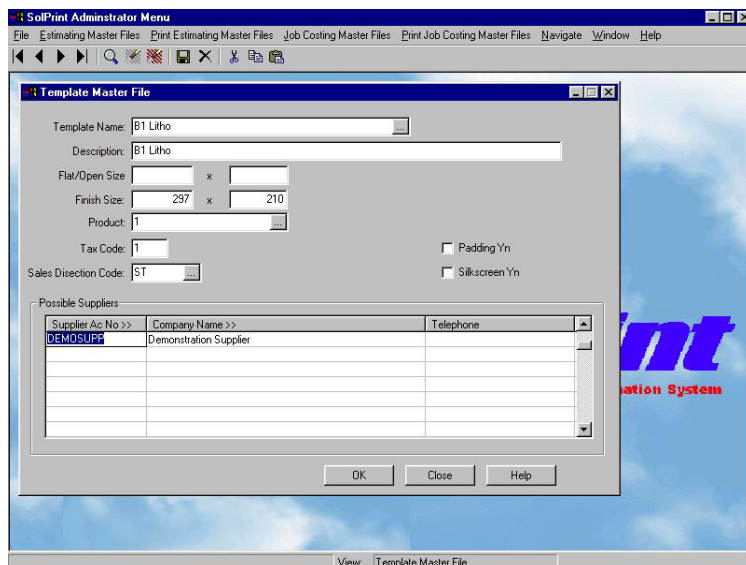 SolPrint Adminstrator Menu
File Estimating Master Files Print Estimating Master Files Job Costing Master Files Print Job Costing Master Files Navigate Window Help
Template Master File
Template Name: B1 Litho ...
Description: B1 Litho
Flat/Open Size x
Finish Size: 297 x 210
Product: 1 ...
Tax Code: 1 Padding Yn
Sales Disection Code: ST ... Silkscreen Yn
Possible Suppliers
Supplier Ac No >> Company Name >> Telephone
DEMOSUPP Demonstration Supplier
OK Close Help
System
View: Template Master File